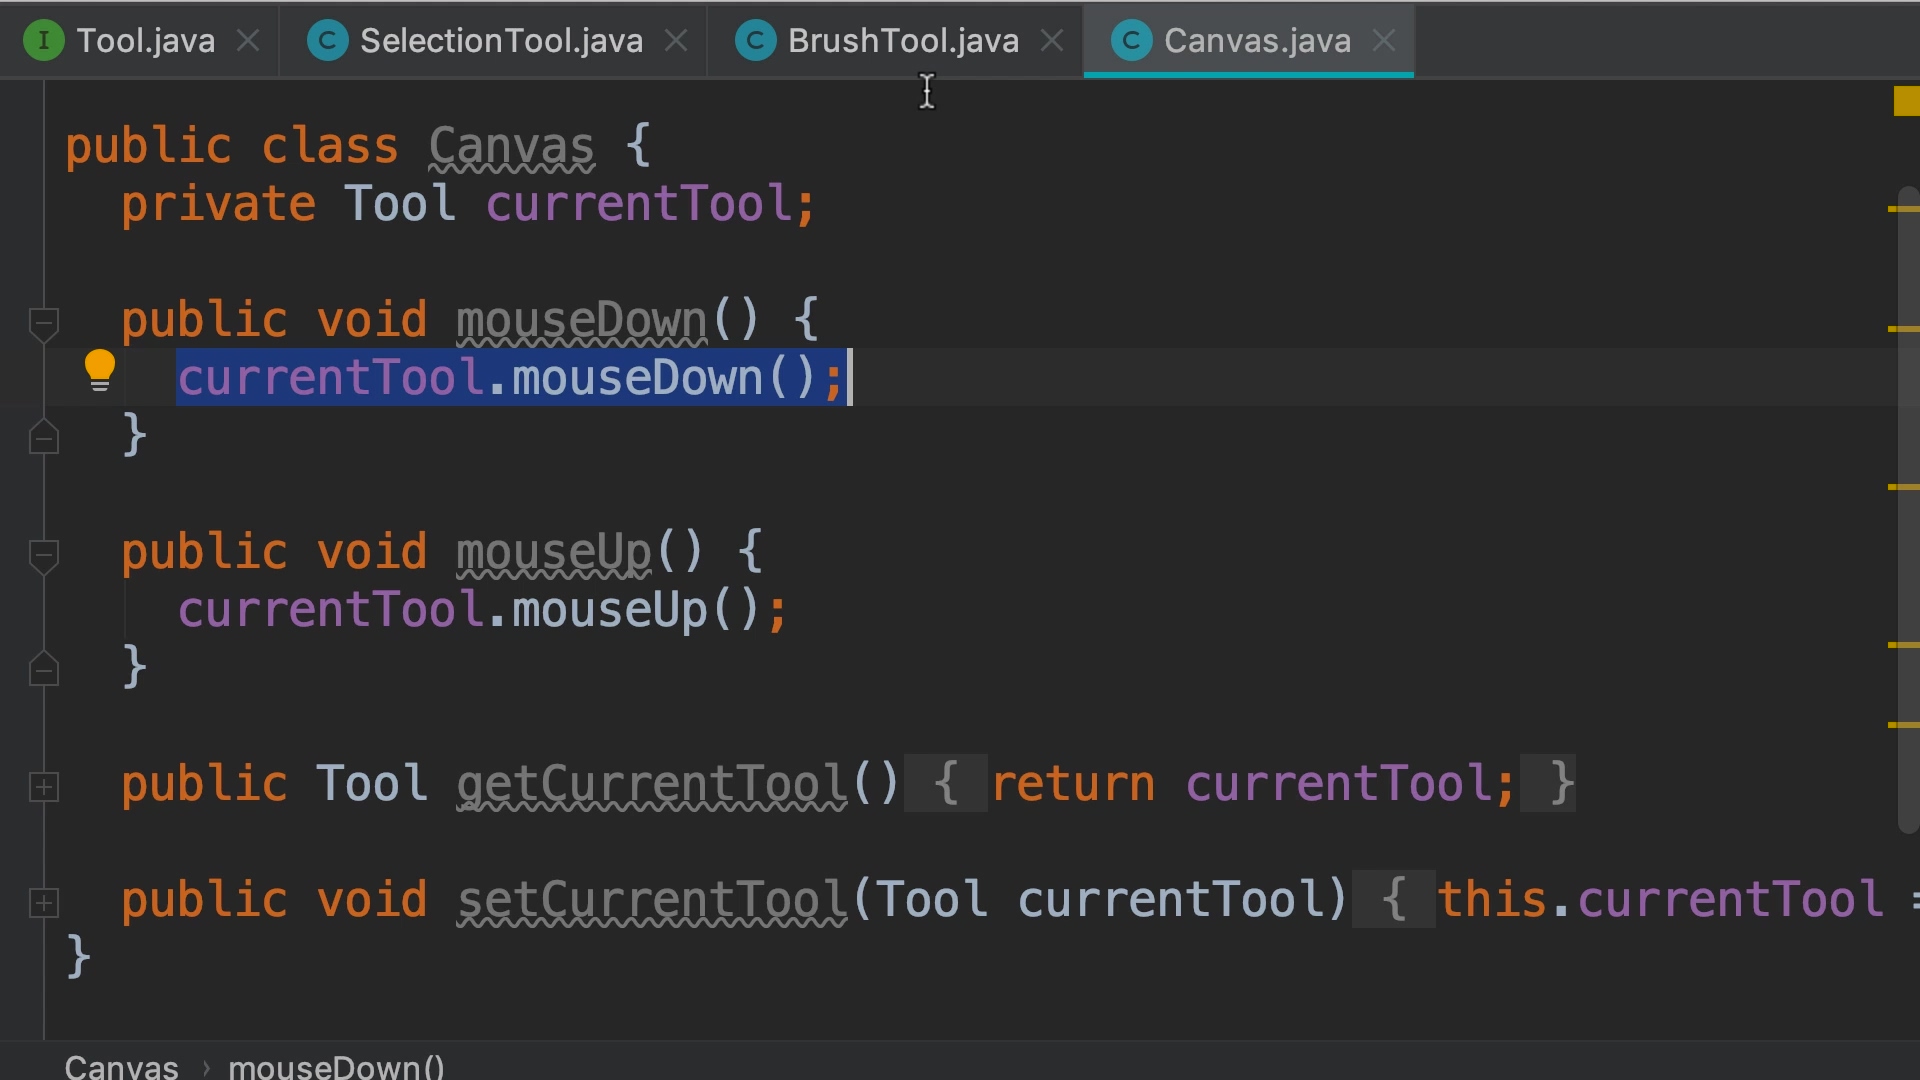 I Tool.java C SelectionTool.java C BrushTool.java C Canvas.java
public class Canvas {
private Tool currentTool;
public void mouseDown() {
currentTool.mouseDown();
}
public void mouseUp() {
currentTool.mouseUp();
}
public Tool getCurrentTool() { return currentTool; }
public void setCurrentTool(Tool currentTool) { this.currentTool =
}
Canvas › mouseDown()